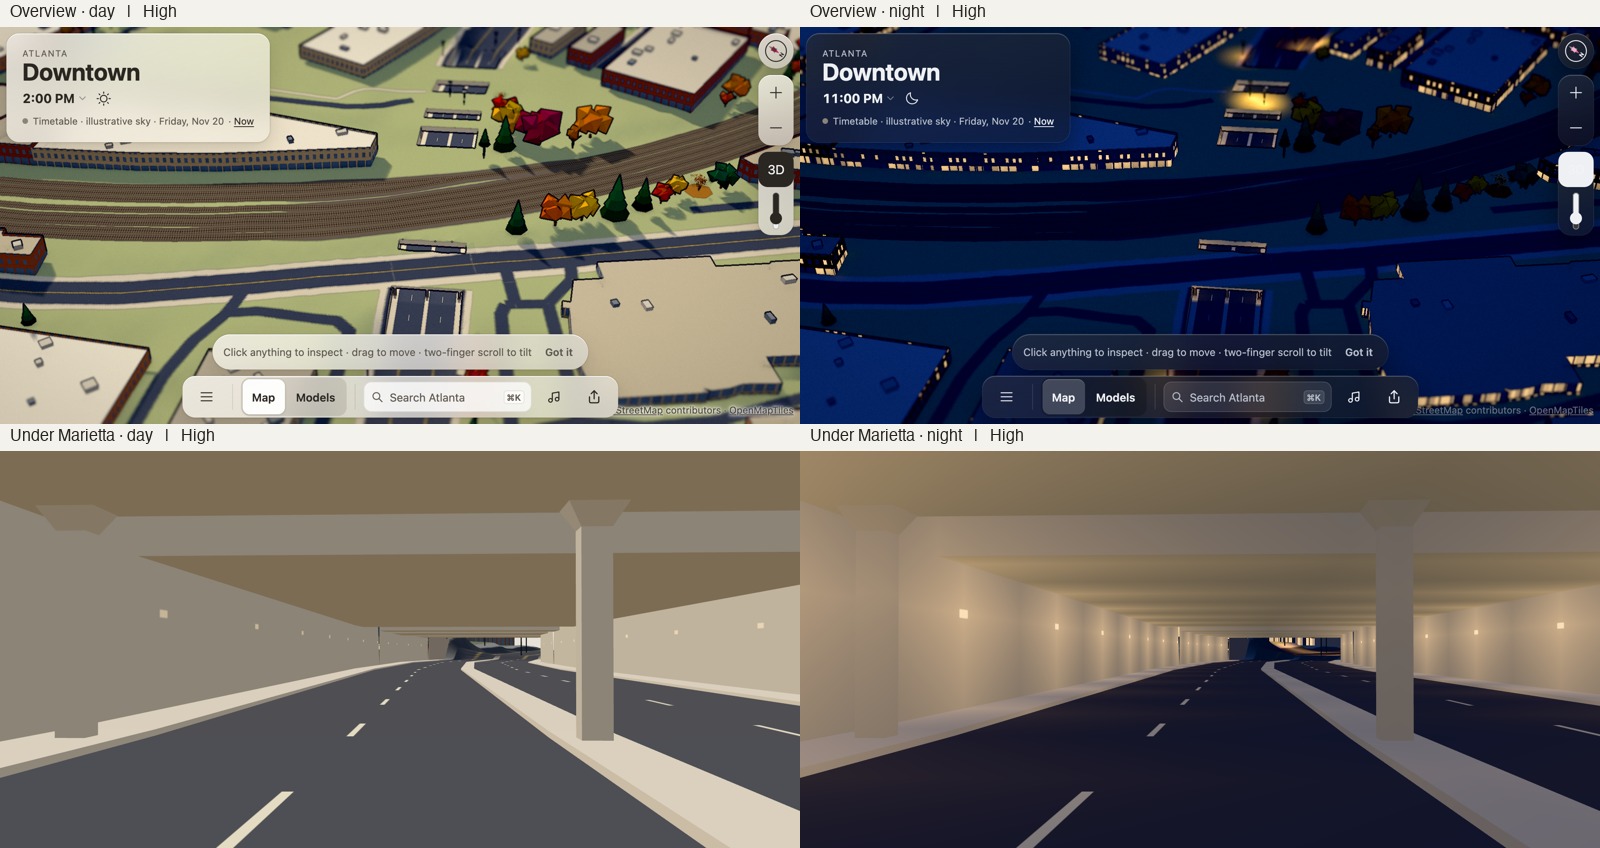 Overview · day | High
ATLANTA
Downtown
2:00 PM
Timetable · illustrative sky · Friday, Nov 20 · Now
+
−
3D
Click anything to inspect · drag to move · two-finger scroll to tilt Got it
Map Models Search Atlanta ⌘K
StreetMap contributors · OpenMapTiles
Overview · night | High
ATLANTA
Downtown
11:00 PM
Timetable · illustrative sky · Friday, Nov 20 · Now
+
−
Click anything to inspect · drag to move · two-finger scroll to tilt Got it
Map Models Search Atlanta ⌘K
StreetMap contributors · OpenMapTiles
Under Marietta · day | High
Under Marietta · night | High